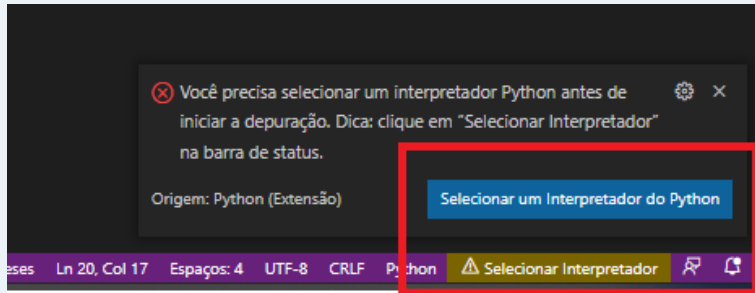 Você precisa selecionar um interpretador Python antes de
iniciar a depuração. Dica: clique em "Selecionar Interpretador"
na barra de status.
Origem: Python (Extensão)
Selecionar um Interpretador do Python
eses Ln 20, Col 17 Espaços: 4 UTF-8 CRLF Python Selecionar Interpretador